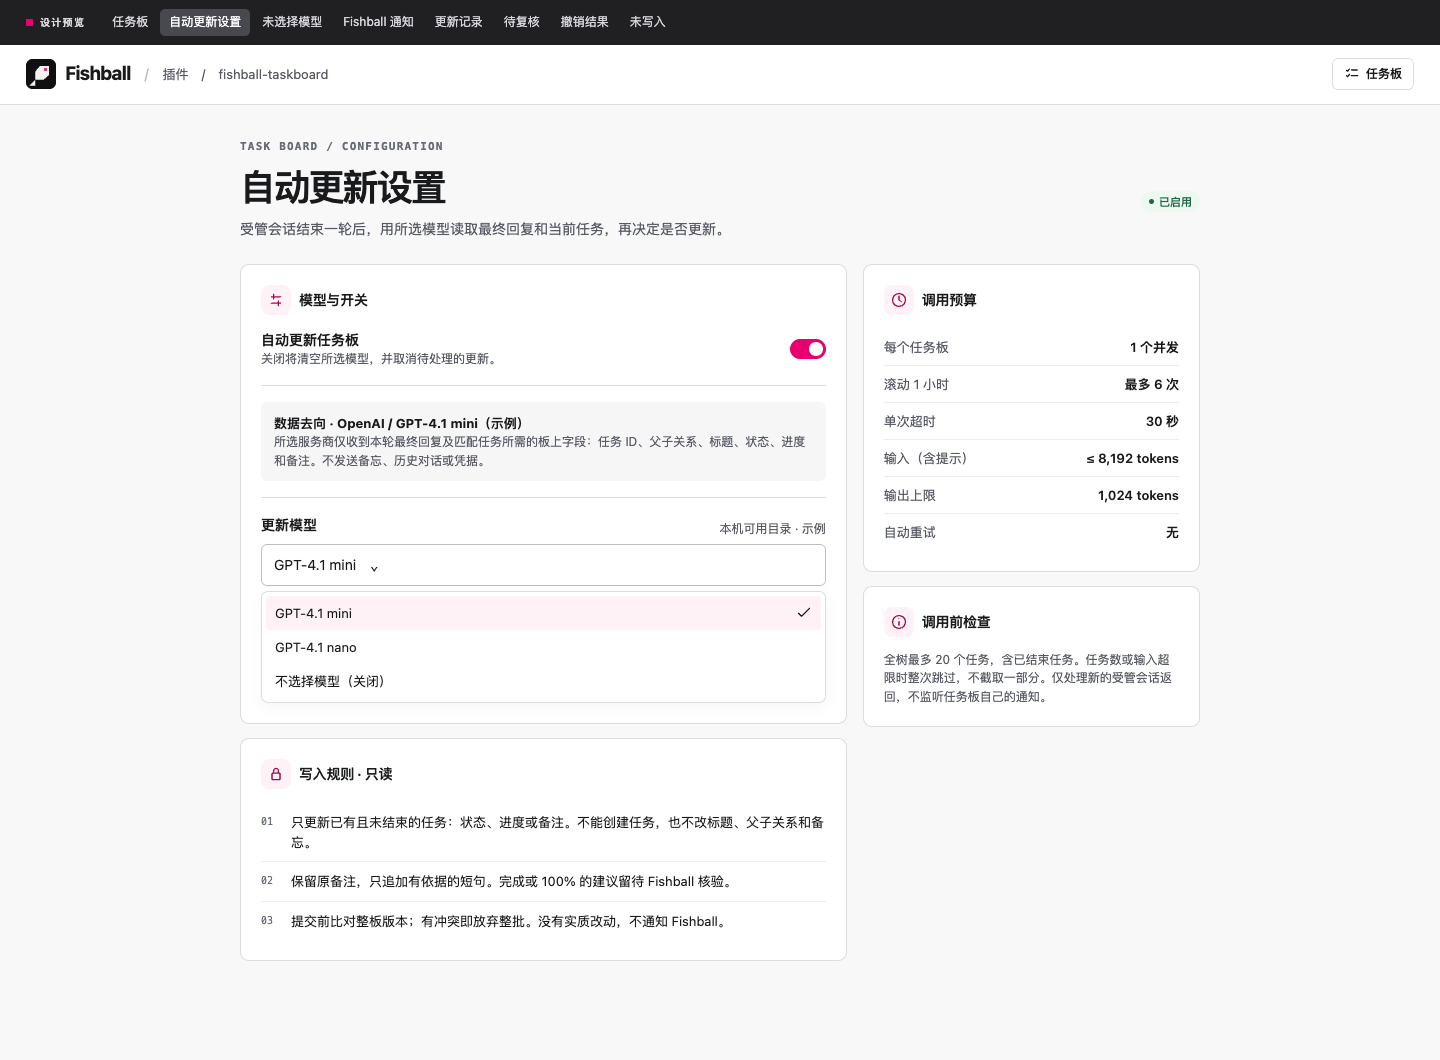 设计预览
任务板
自动更新设置
未选择模型
Fishball 通知
更新记录
待复核
撤销结果
未写入
Fishball / 插件 / fishball-taskboard
任务板
TASK BOARD / CONFIGURATION
自动更新设置
已启用
受管会话结束一轮后，用所选模型读取最终回复和当前任务，再决定是否更新。
模型与开关
自动更新任务板
关闭将清空所选模型，并取消待处理的更新。
数据去向 · OpenAI / GPT-4.1 mini（示例）
所选服务商仅收到本轮最终回复及匹配任务所需的板上字段：任务 ID、父子关系、标题、状态、进度
和备注。不发送备忘、历史对话或凭据。
更新模型
本机可用目录 · 示例
GPT-4.1 mini
GPT-4.1 mini
GPT-4.1 nano
不选择模型（关闭）
写入规则 · 只读
01 只更新已有且未结束的任务：状态、进度或备注。不能创建任务，也不改标题、父子关系和备
忘。
02 保留原备注，只追加有依据的短句。完成或 100% 的建议留待 Fishball 核验。
03 提交前比对整板版本；有冲突即放弃整批。没有实质改动，不通知 Fishball。
调用预算
每个任务板 1 个并发
滚动 1 小时 最多 6 次
单次超时 30 秒
输入（含提示） ≤ 8,192 tokens
输出上限 1,024 tokens
自动重试 无
调用前检查
全树最多 20 个任务，含已结束任务。任务数或输入超
限时整次跳过，不截取一部分。仅处理新的受管会话返
回，不监听任务板自己的通知。